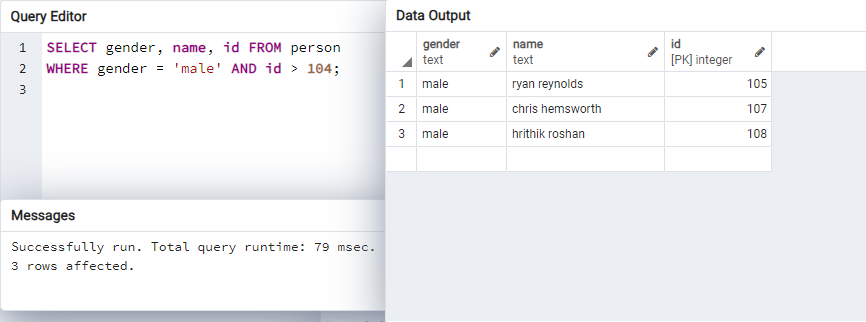 Query Editor
1 SELECT gender, name, id FROM person
2 WHERE gender = 'male' AND id > 104;
3
Messages
Successfully run. Total query runtime: 79 msec.
3 rows affected.
Data Output
gender name id
text text [PK] integer
1 male ryan reynolds 105
2 male chris hemsworth 107
3 male hrithik roshan 108